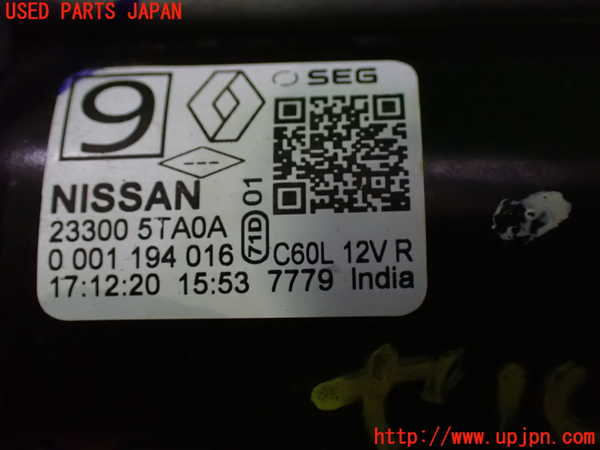 USED PARTS JAPAN
9
SEG
---
NISSAN
23300 5TA0A
71D 01
0 001 194 016
C60L 12V R
17:12:20 15:53 7779 India
http://www.upjpn.com/